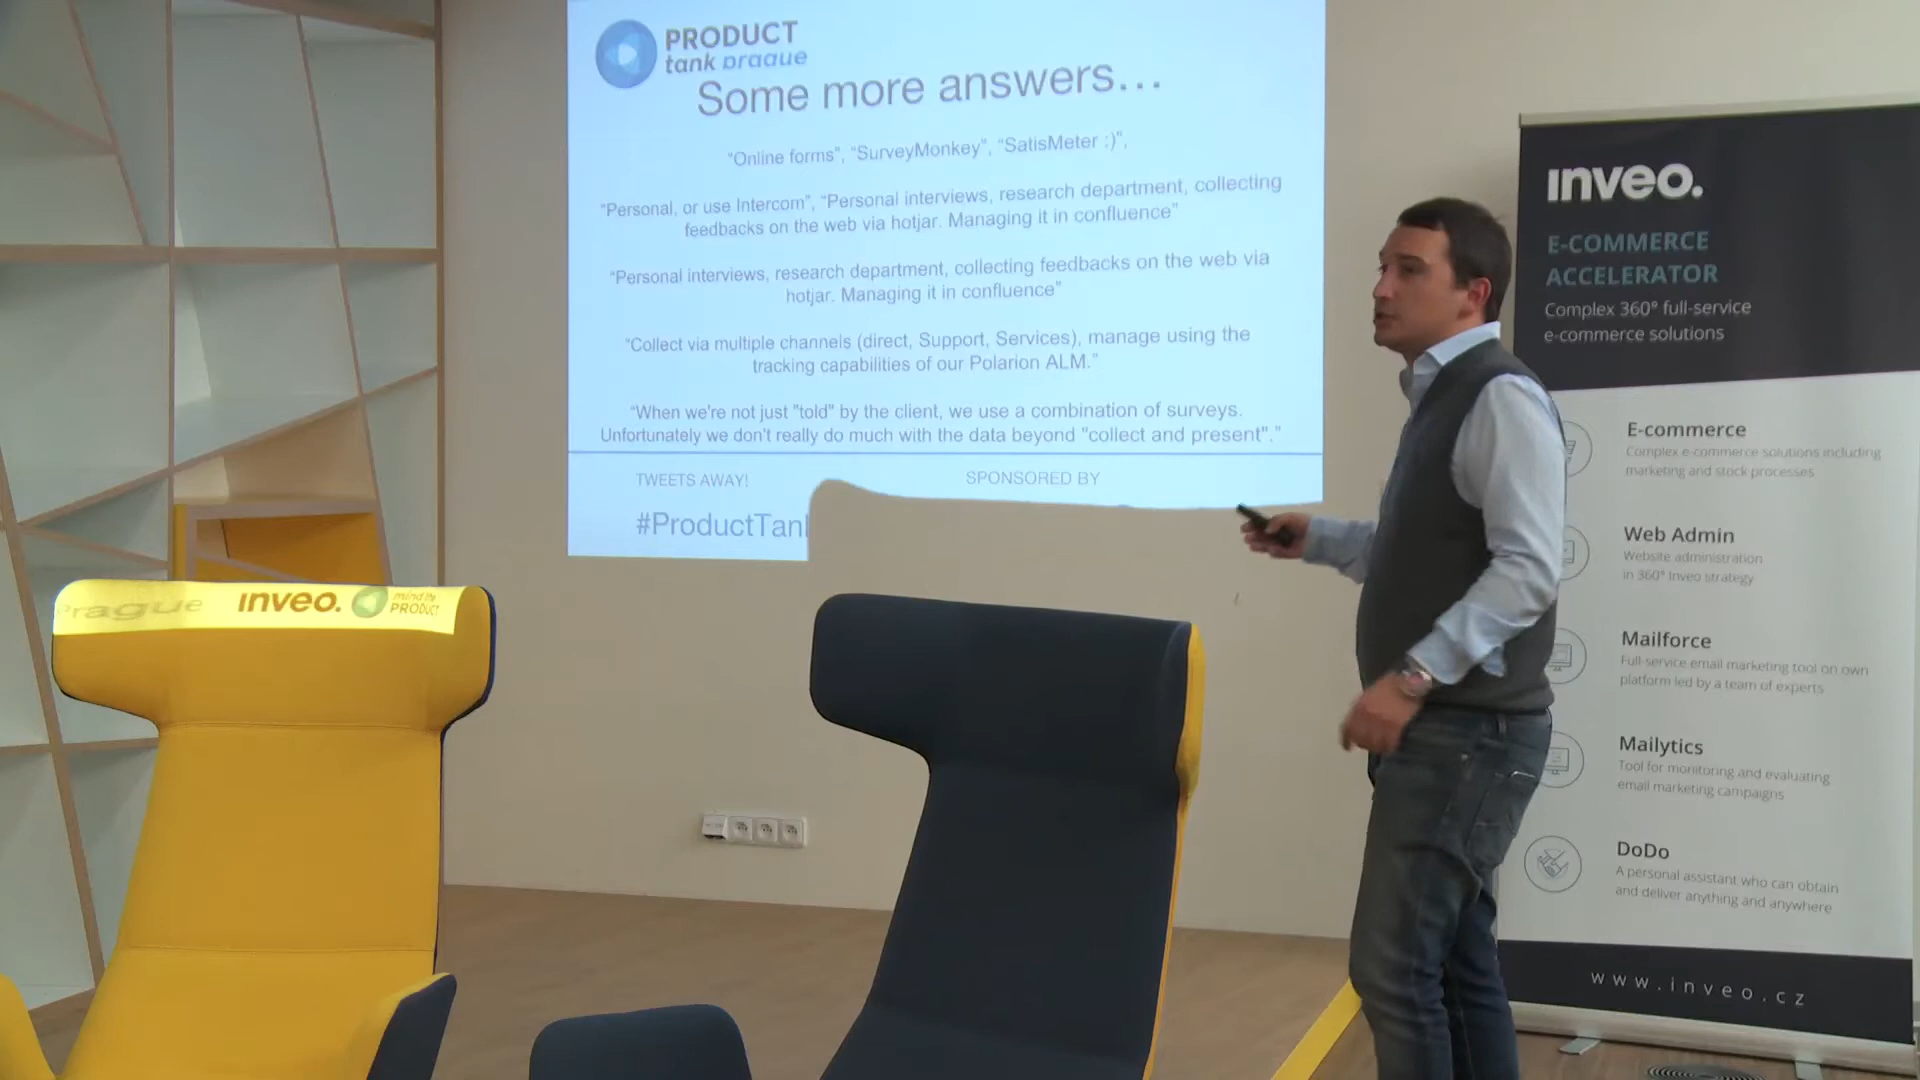 PRODUCT
tank prague
Some more answers...
“Online forms”, “SurveyMonkey”, “SatisMeter :)”,
“Personal, or use Intercom”, “Personal interviews, research department, collecting
feedbacks on the web via hotjar. Managing it in confluence”
“Personal interviews, research department, collecting feedbacks on the web via
hotjar. Managing it in confluence”
“Collect via multiple channels (direct, Support, Services), manage using the
tracking capabilities of our Polarion ALM.”
“When we're not just "told" by the client, we use a combination of surveys.
Unfortunately we don't really do much with the data beyond "collect and present".”
TWEETS AWAY!
SPONSORED BY
#ProductTan
Prague
inveo.
mind the
PRODUCT
inveo.
E-COMMERCE
ACCELERATOR
Complex 360° full-service
e-commerce solutions
E-commerce
Complex e-commerce solutions including
marketing and stock processes
Web Admin
Website administration
in 360° Inveo strategy
Mailforce
Full-service email marketing tool on own
platform led by a team of experts
Mailytics
Tool for monitoring and evaluating
email marketing campaigns
DoDo
A personal assistant who can obtain
and deliver anything and anywhere
www.inveo.cz